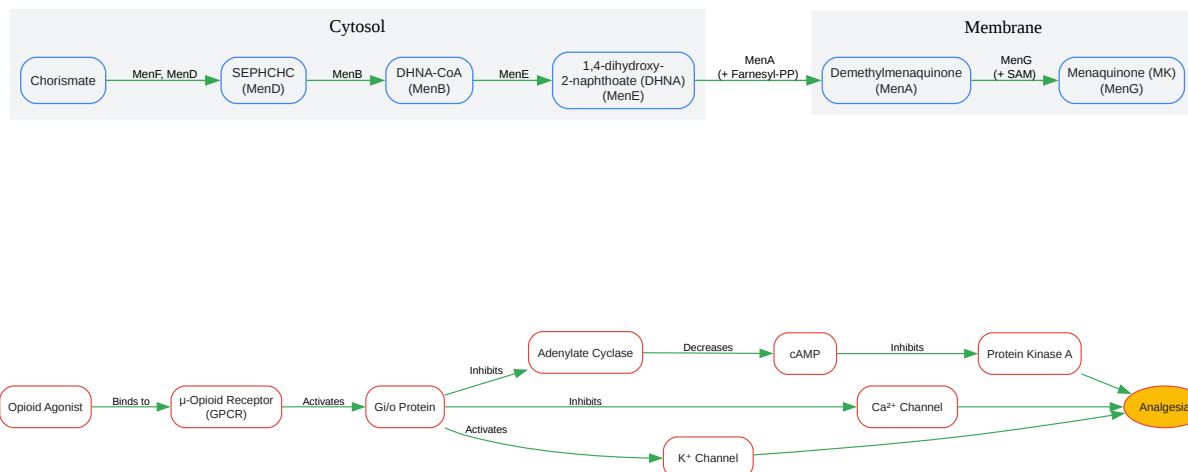 Cytosol
Membrane
Chorismate
MenF, MenD
SEPHCHC
(MenD)
MenB
DHNA-CoA
(MenB)
MenE
1,4-dihydroxy-
2-naphthoate (DHNA)
(MenE)
MenA
(+ Farnesyl-PP)
Demethylmenaquinone
(MenA)
MenG
(+ SAM)
Menaquinone (MK)
(MenG)
Opioid Agonist
Binds to
μ-Opioid Receptor
(GPCR)
Activates
Gi/o Protein
Inhibits
Adenylate Cyclase
Decreases
cAMP
Inhibits
Protein Kinase A
Inhibits
Ca²⁺ Channel
Activates
K⁺ Channel
Analgesia